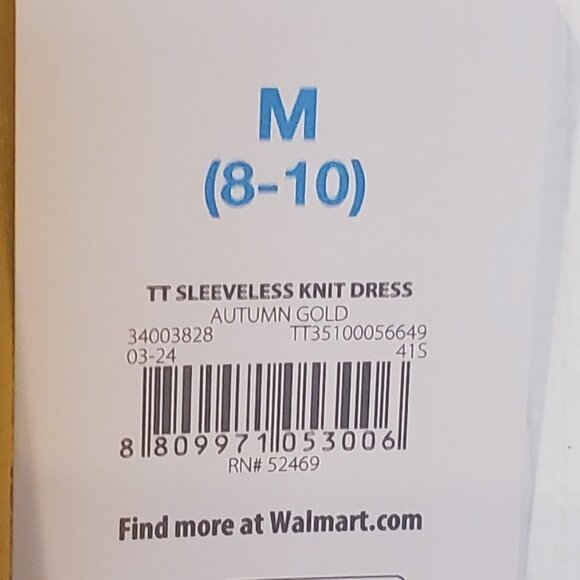 M
(8-10)
TT SLEEVELESS KNIT DRESS
AUTUMN GOLD
34003828 TT35100056649
03-24 41S
8 809971 053006
RN# 52469
Find more at Walmart.com